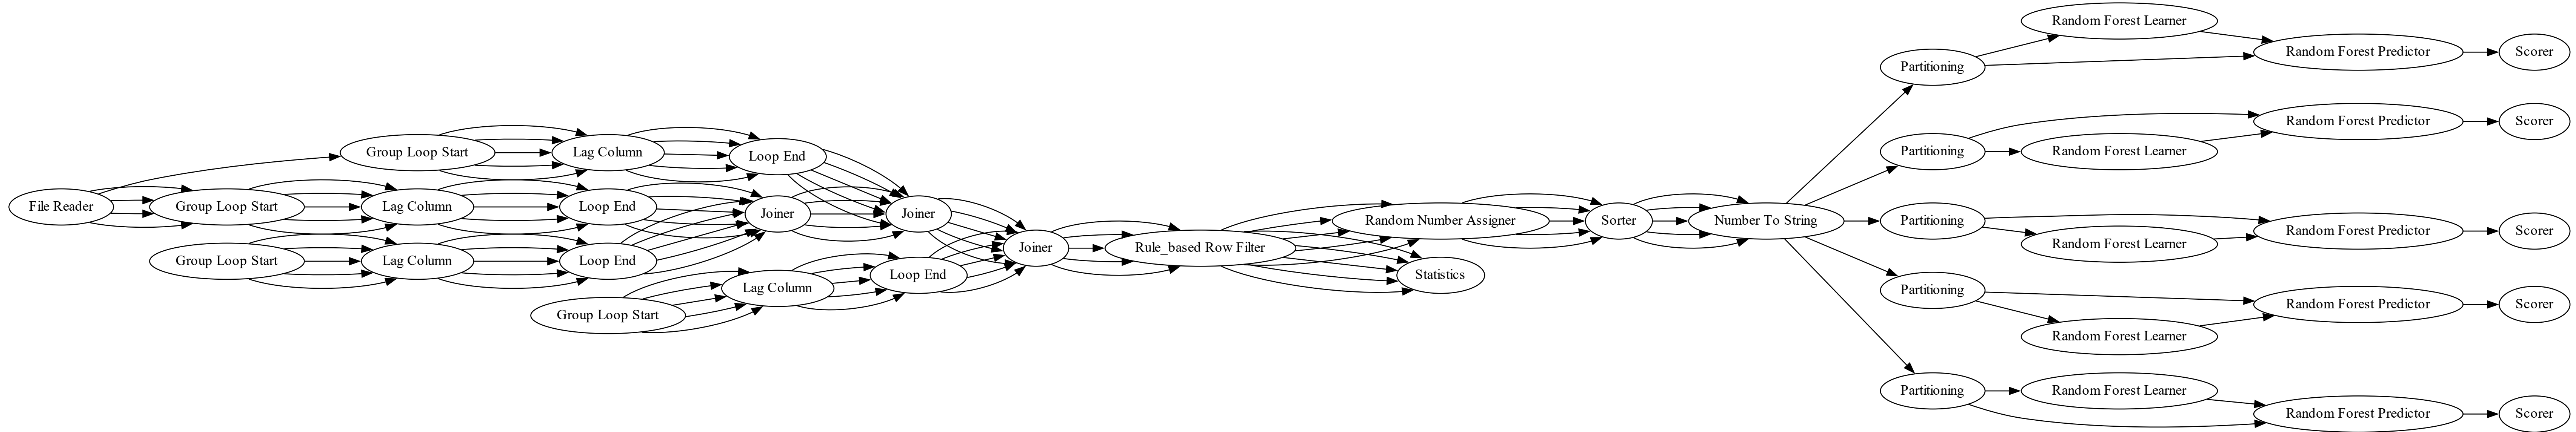 File Reader
Group Loop Start
Lag Column
Loop End
Group Loop Start
Lag Column
Loop End
Joiner
Joiner
Group Loop Start
Lag Column
Loop End
Group Loop Start
Lag Column
Loop End
Joiner
Rule_based Row Filter
Random Number Assigner
Statistics
Sorter
Number To String
Partitioning
Random Forest Learner
Random Forest Predictor
Scorer
Partitioning
Random Forest Learner
Random Forest Predictor
Scorer
Partitioning
Random Forest Learner
Random Forest Predictor
Scorer
Partitioning
Random Forest Learner
Random Forest Predictor
Scorer
Partitioning
Random Forest Learner
Random Forest Predictor
Scorer